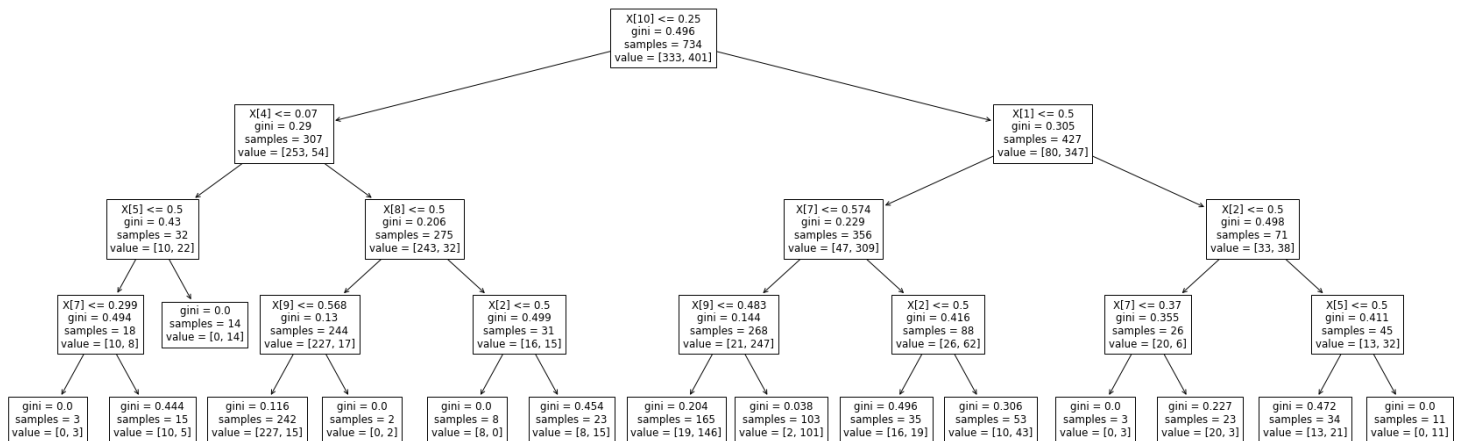 X[10] <= 0.25
gini = 0.496
samples = 734
value = [333, 401]
X[4] <= 0.07
gini = 0.29
samples = 307
value = [253, 54]
X[1] <= 0.5
gini = 0.305
samples = 427
value = [80, 347]
X[5] <= 0.5
gini = 0.43
samples = 32
value = [10, 22]
X[8] <= 0.5
gini = 0.206
samples = 275
value = [243, 32]
X[7] <= 0.574
gini = 0.229
samples = 356
value = [47, 309]
X[2] <= 0.5
gini = 0.498
samples = 71
value = [33, 38]
X[7] <= 0.299
gini = 0.494
samples = 18
value = [10, 8]
gini = 0.0
samples = 14
value = [0, 14]
X[9] <= 0.568
gini = 0.13
samples = 244
value = [227, 17]
X[2] <= 0.5
gini = 0.499
samples = 31
value = [16, 15]
X[9] <= 0.483
gini = 0.144
samples = 268
value = [21, 247]
X[2] <= 0.5
gini = 0.416
samples = 88
value = [26, 62]
X[7] <= 0.37
gini = 0.355
samples = 26
value = [20, 6]
X[5] <= 0.5
gini = 0.411
samples = 45
value = [13, 32]
gini = 0.0
samples = 3
value = [0, 3]
gini = 0.444
samples = 15
value = [10, 5]
gini = 0.116
samples = 242
value = [227, 15]
gini = 0.0
samples = 2
value = [0, 2]
gini = 0.0
samples = 8
value = [8, 0]
gini = 0.454
samples = 23
value = [8, 15]
gini = 0.204
samples = 165
value = [19, 146]
gini = 0.038
samples = 103
value = [2, 101]
gini = 0.496
samples = 35
value = [16, 19]
gini = 0.306
samples = 53
value = [10, 43]
gini = 0.0
samples = 3
value = [0, 3]
gini = 0.227
samples = 23
value = [20, 3]
gini = 0.472
samples = 34
value = [13, 21]
gini = 0.0
samples = 11
value = [0, 11]